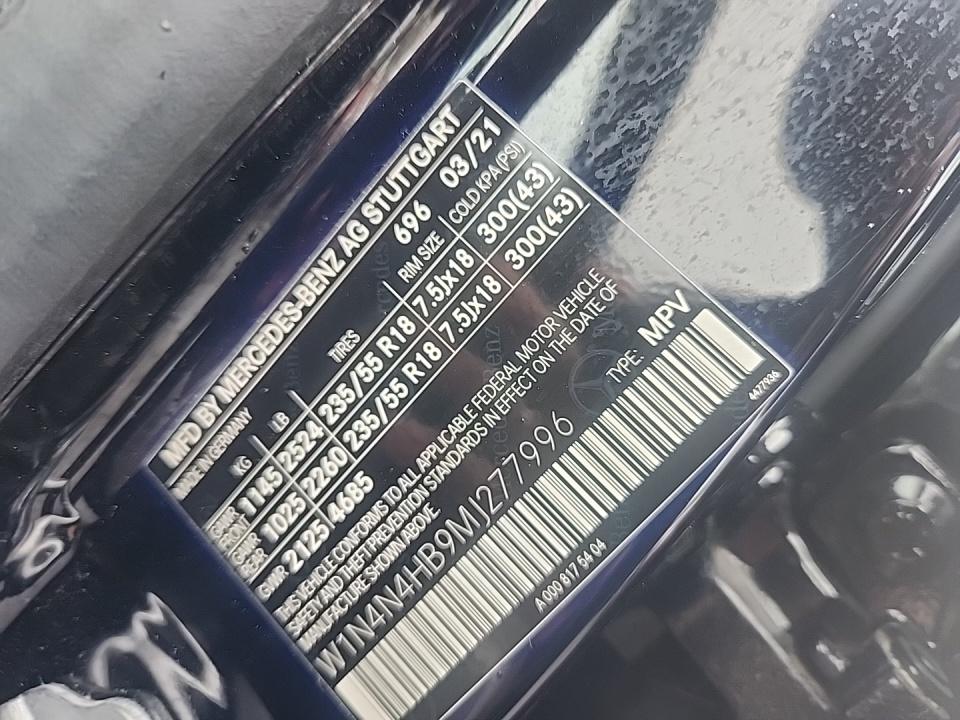 MFD BY MERCEDES-BENZ AG STUTTGART
MADE IN GERMANY 696 03/21
KG LB TIRES RIM SIZE COLD KPA (PSI)
GAWR FRONT 1145 2524 235/55 R18 7.5Jx18 300(43)
GAWR REAR 1025 2260 235/55 R18 7.5Jx18 300(43)
GVWR 2125 4685
THIS VEHICLE CONFORMS TO ALL APPLICABLE FEDERAL MOTOR VEHICLE
SAFETY AND THEFT PREVENTION STANDARDS IN EFFECT ON THE DATE OF
MANUFACTURE SHOWN ABOVE
W1N4N4HB9MJ277996 TYPE: MPV
A 000 817 64 04